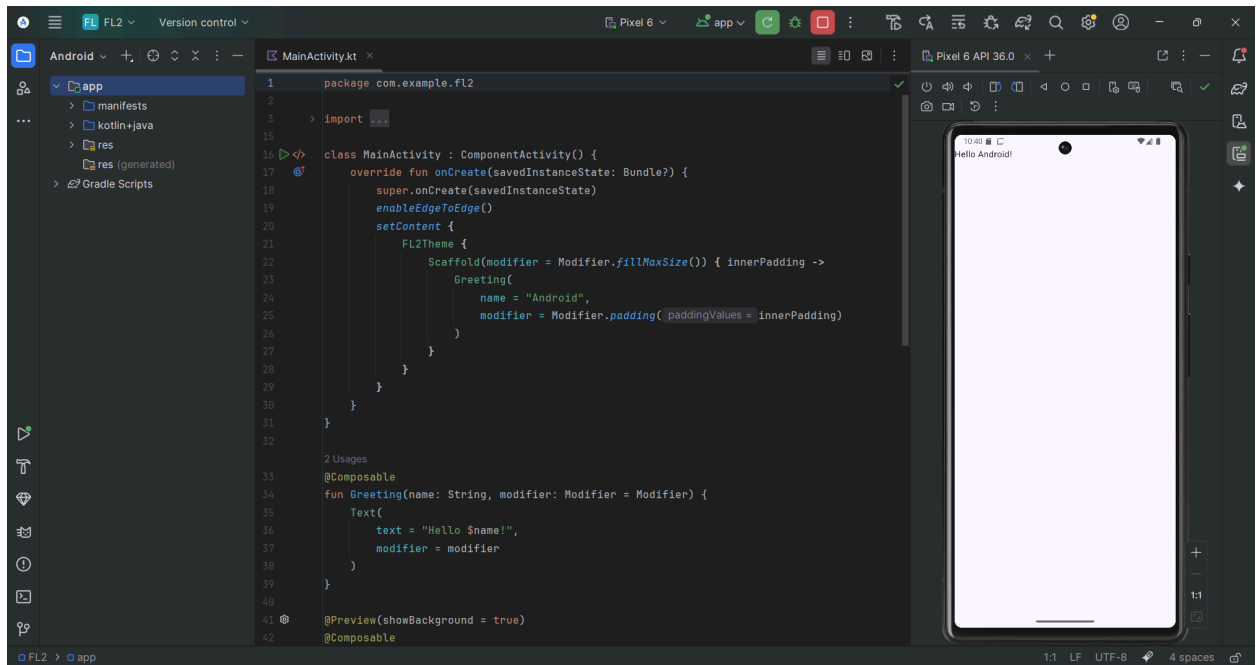 FL FL2 Version control Pixel 6 app
Android MainActivity.kt Pixel 6 API 36.0
app
manifests
kotlin+java
res
res (generated)
Gradle Scripts
1 package com.example.fl2
2
3 import ...
15
16 class MainActivity : ComponentActivity() {
17 override fun onCreate(savedInstanceState: Bundle?) {
18 super.onCreate(savedInstanceState)
19 enableEdgeToEdge()
20 setContent {
21 FL2Theme {
22 Scaffold(modifier = Modifier.fillMaxSize()) { innerPadding ->
23 Greeting(
24 name = "Android",
25 modifier = Modifier.padding( paddingValues = innerPadding)
26 )
27 }
28 }
29 }
30 }
31 }
32
2 Usages
33 @Composable
34 fun Greeting(name: String, modifier: Modifier = Modifier) {
35 Text(
36 text = "Hello $name!",
37 modifier = modifier
38 )
39 }
40
41 @Preview(showBackground = true)
42 @Composable
10:40
Hello Android!
1:1
FL2 > app 1:1 LF UTF-8 4 spaces